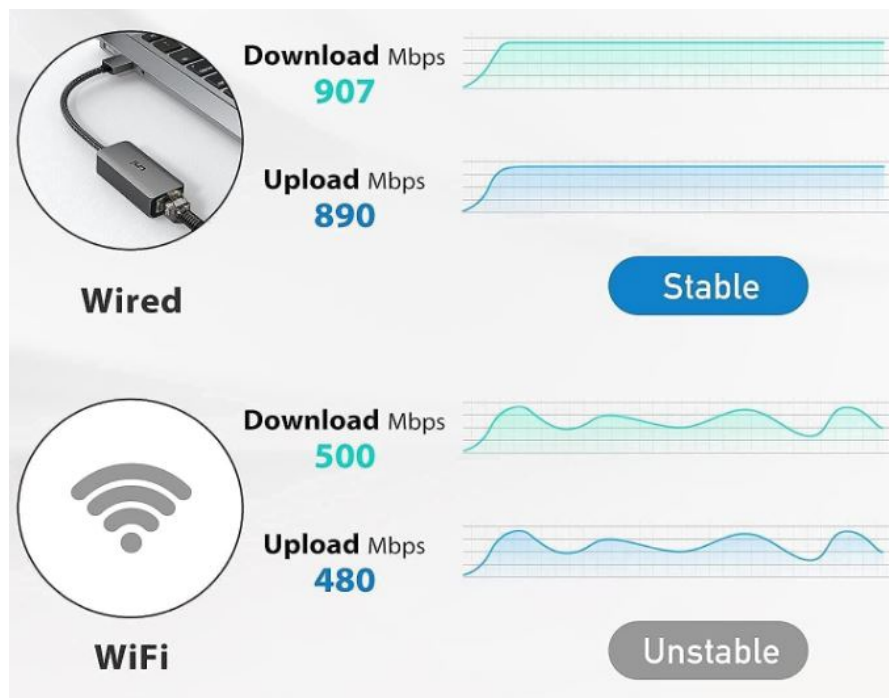 Download Mbps
907
Upload Mbps
890
Wired
Stable
Download Mbps
500
Upload Mbps
480
WiFi
Unstable